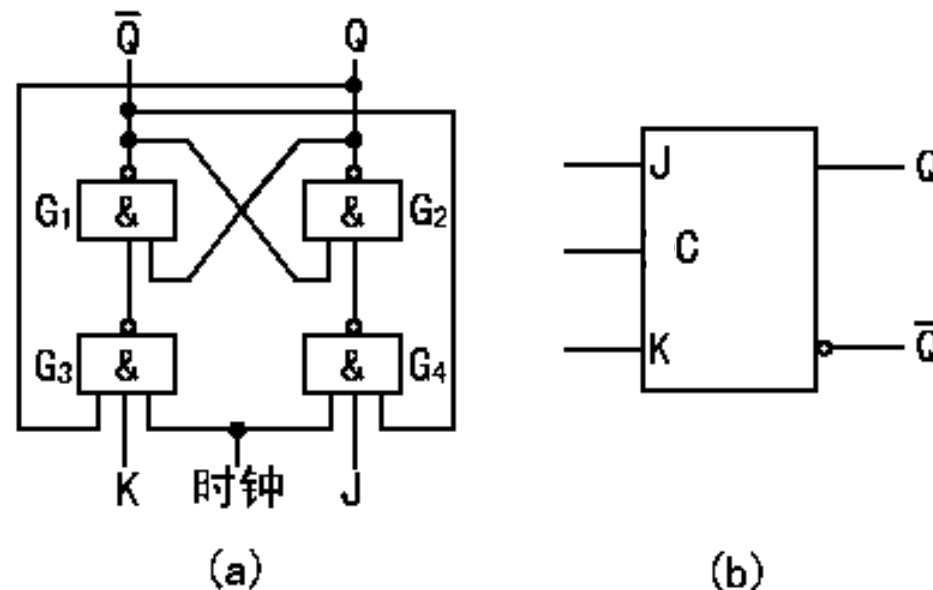 Q̅ Q
J Q
G₁ & & G₂ C
G₃ & & G₄ K Q̅
K 时钟 J
(a) (b)